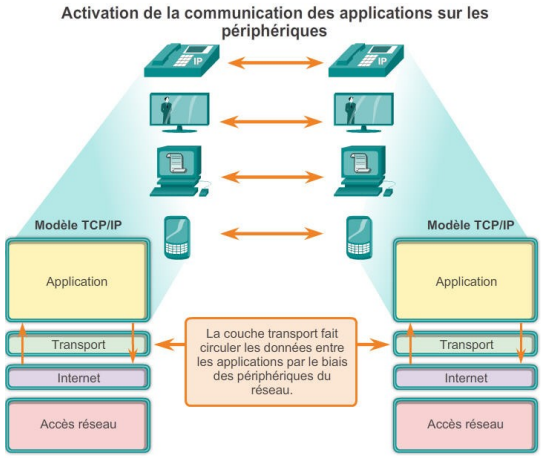 Activation de la communication des applications sur les
périphériques
IP
IP
Modèle TCP/IP
Modèle TCP/IP
Application
Application
La couche transport fait
circuler les données entre
les applications par le biais
des périphériques du
réseau.
Transport
Transport
Internet
Internet
Accès réseau
Accès réseau